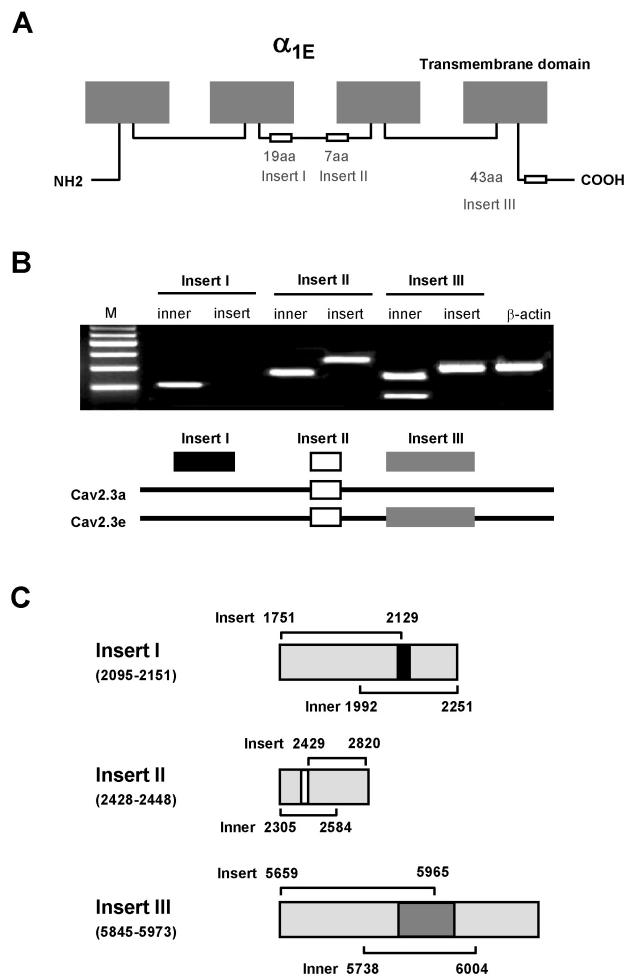 A
α1E
Transmembrane domain
19aa 7aa
Insert I Insert II
NH2 43aa COOH
Insert III
B
Insert I Insert II Insert III
M inner insert inner insert inner insert β-actin
Insert I Insert II Insert III
Cav2.3a
Cav2.3e
C
Insert 1751 2129
Insert I
(2095-2151)
Inner 1992 2251
Insert 2429 2820
Insert II
(2428-2448)
Inner 2305 2584
Insert 5659 5965
Insert III
(5845-5973)
Inner 5738 6004